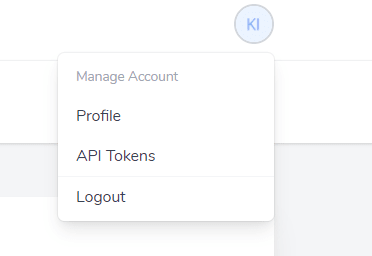 KI
Manage Account
Profile
API Tokens
Logout